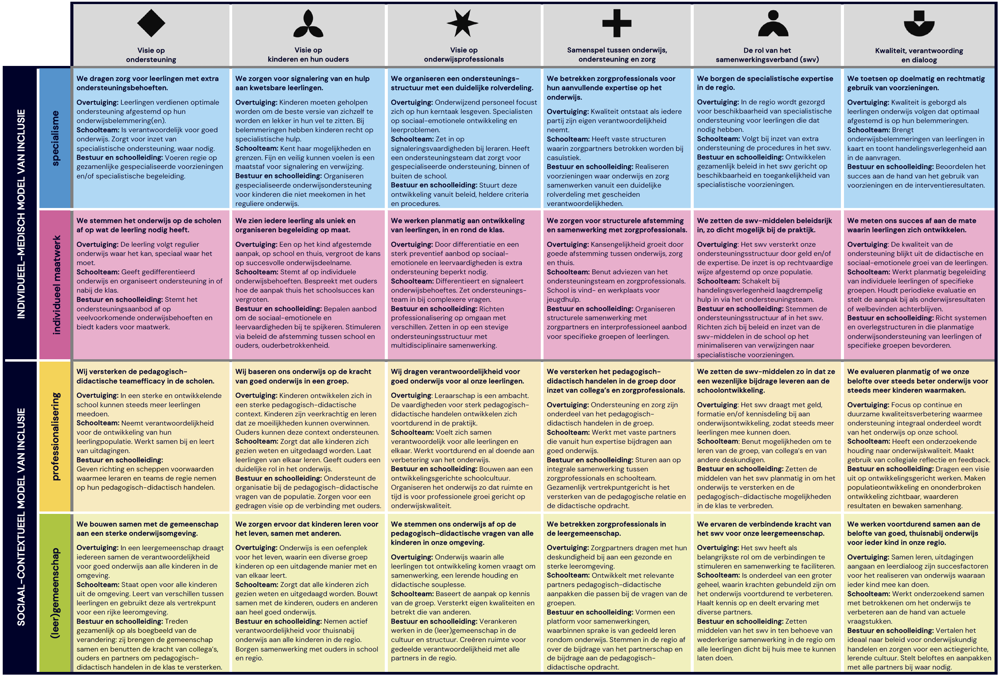 Visie op
ondersteuning
Visie op
kinderen en hun ouders
Visie op
onderwijsprofessionals
Samenspel tussen onderwijs,
ondersteuning en zorg
De rol van het
samenwerkingsverband (swv)
Kwaliteit, verantwoording
en dialoog
INDIVIDUEEL-MEDISCH MODEL VAN INCLUSIE
specialisme
We dragen zorg voor leerlingen met extra
ondersteuningsbehoeften.
Overtuiging: Leerlingen verdienen optimale
ondersteuning afgestemd op hun
onderwijsbelemmering(en).
Schoolteam: Is verantwoordelijk voor goed
onderwijs. Zorgt voor inzet van
specialistische ondersteuning, waar nodig.
Bestuur en schoolleiding: Voeren regie op
gezamenlijke gespecialiseerde voorzieningen
en/of specialistische begeleiding.
We zorgen voor signalering van en hulp
aan kwetsbare leerlingen.
Overtuiging: Kinderen moeten geholpen
worden om de beste versie van zichzelf te
worden en lekker in hun vel te zitten. Bij
belemmeringen hebben kinderen recht op
specialistische hulp.
Schoolteam: Kent haar mogelijkheden en
grenzen. Fijn en veilig kunnen voelen is een
maatstaf voor signalering en verwijzing.
Bestuur en schoolleiding: Organiseren
gespecialiseerde onderwijsondersteuning
voor kinderen die niet meekomen in het
reguliere onderwijs.
We organiseren een ondersteunings-
structuur met een duidelijke rolverdeling.
Overtuiging: Onderwijzend personeel focust
zich op hun kerntaak lesgeven. Specialisten
op sociaal-emotionele ontwikkeling en
leerproblemen.
Schoolteam: Zet in op
signaleringsvaardigheden bij leraren. Heeft
een ondersteuningsteam dat zorgt voor
gespecialiseerde ondersteuning, binnen of
buiten de school.
Bestuur en schoolleiding: Stuurt deze
ontwikkeling vanuit beleid, heldere criteria
en procedures.
We betrekken zorgprofessionals voor
hun aanvullende expertise op het
onderwijs.
Overtuiging: Kwaliteit ontstaat als iedere
partij zijn eigen verantwoordelijkheid
neemt.
Schoolteam: Heeft vaste structuren
waarin zorgpartners betrokken worden bij
casuïstiek.
Bestuur en schoolleiding: Realiseren
voorzieningen waar onderwijs en zorg
samenwerken vanuit een duidelijke
rolverdeling met gescheiden
verantwoordelijkheden.
We borgen de specialistische expertise
in de regio.
Overtuiging: In de regio wordt gezorgd
voor beschikbaarheid van specialistische
ondersteuning voor leerlingen die dat
nodig hebben.
Schoolteam: Volgt bij inzet van extra
ondersteuning de procedures in het swv.
Bestuur en schoolleiding: Ontwikkelen
gezamenlijk beleid in het swv gericht op
beschikbaarheid en toegankelijkheid van
specialistische voorzieningen.
We toetsen op doelmatig en rechtmatig
gebruik van voorzieningen.
Overtuiging: Kwaliteit is geborgd als
leerlingen onderwijs volgen dat optimaal
afgestemd is op hun belemmeringen.
Schoolteam: Brengt
onderwijsbelemmeringen van leerlingen in
kaart en toont handelingsverlegenheid aan
in de aanvragen.
Bestuur en schoolleiding: Beoordelen het
succes aan de hand van het gebruik van
voorzieningen en de interventieresultaten.
individueel maatwerk
We stemmen het onderwijs op de scholen
af op wat de leerling nodig heeft.
Overtuiging: De leerling volgt regulier
onderwijs waar het kan, speciaal waar het
moet.
Schoolteam: Geeft gedifferentieerd
onderwijs en organiseert ondersteuning in of
nabij de klas.
Bestuur en schoolleiding: Stemt het
ondersteuningsaanbod af op
veelvoorkomende onderwijsbehoeften en
biedt kaders voor maatwerk.
We zien iedere leerling als uniek en
organiseren begeleiding op maat.
Overtuiging: Een op het kind afgestemde
aanpak, op school en thuis, vergroot de kans
op succesvolle onderwijsdeelname.
Schoolteam: Stemt af op individuele
onderwijsbehoeften. Bespreekt met ouders
hoe de aanpak thuis het schoolsucces kan
vergroten.
Bestuur en schoolleiding: Bepalen aanbod
om de sociaal-emotionele en
leervaardigheden bij te spijkeren. Stimuleren
via beleid de afstemming tussen school en
ouders, ouderbetrokkenheid.
We werken planmatig aan ontwikkeling
van leerlingen, in en rond de klas.
Overtuiging: Door differentiatie en een
sterk preventief aanbod op sociaal-
emotionele en leervaardigheden is extra
ondersteuning beperkt nodig.
Schoolteam: Differentieert en signaleert
onderwijsbehoeftes. Zet ondersteunings-
team in bij complexere vragen.
Bestuur en schoolleiding: Richten
professionalisering op omgaan met
verschillen. Zetten in op een stevige
ondersteuningsstructuur met
multidisciplinaire samenwerking.
We zorgen voor structurele afstemming
en samenwerking met zorgprofessionals.
Overtuiging: Kansengelijkheid groeit door
goede afstemming tussen onderwijs, zorg
en thuis.
Schoolteam: Benut adviezen van het
ondersteuningsteam en zorgprofessionals.
School is vind- en werkplaats voor
jeugdhulp.
Bestuur en schoolleiding: Organiseren
structurele samenwerking met
zorgpartners en interprofessioneel aanbod
voor specifieke groepen of leerlingen.
We zetten de swv-middelen beleidsrijk
in, zo dicht mogelijk bij de praktijk.
Overtuiging: Het swv versterkt onze
ondersteuningsstructuur door geld en/of
de expertise. De inzet is op rechtvaardige
wijze afgestemd op onze populatie.
Schoolteam: Schakelt bij
handelingsverlegenheid laagdrempelig
hulp in via het ondersteuningsteam.
Bestuur en schoolleiding: Stemmen de
ondersteuningsstructuur af in het swv.
Richten zich bij beleid en inzet van de
swv-middelen in de school op het
minimaliseren van verwijzingen naar
specialistische voorzieningen.
We meten ons succes af aan de mate
waarin leerlingen zich ontwikkelen.
Overtuiging: De kwaliteit van de
ondersteuning blijkt uit de didactische en
sociaal-emotionele groei van de leerlingen.
Schoolteam: Werkt planmatig begeleiding
van individuele leerlingen of specifieke
groepen. Houdt periodieke evaluatie en
stelt de aanpak bij als onderwijsresultaten
of welbevinden achterblijven.
Bestuur en schoolleiding: Richt systemen
en overlegstructuren in die planmatige
onderwijsondersteuning van leerlingen of
specifieke groepen bevorderen.
SOCIAAL-CONTEXTUEEL MODEL VAN INCLUSIE
professionalisering
Wij versterken de pedagogisch-
didactische teamefficacy in de scholen.
Overtuiging: In een sterke en ontwikkelende
school kunnen steeds meer leerlingen
meedoen.
Schoolteam: Neemt verantwoordelijkheid
voor de ontwikkeling van hun
leerlingpopulatie. Werkt samen bij en leert
van uitdagingen.
Bestuur en schoolleiding:
Geven richting en scheppen voorwaarden
waarmee leraren en teams de regie nemen
op hun pedagogisch-didactisch handelen.
Wij baseren ons onderwijs op de kracht
van goed onderwijs in een groep.
Overtuiging: Kinderen ontwikkelen zich in
een sterke pedagogisch-didactische
context. Kinderen zijn veerkrachtig en leren
dat ze moeilijkheden kunnen overwinnen.
Ouders kunnen deze context ondersteunen.
Schoolteam: Zorgt dat alle kinderen zich
gezien weten en uitgedaagd worden. Laat
leerlingen van elkaar leren. Geeft ouders een
duidelijke rol in het onderwijs.
Bestuur en schoolleiding: Ondersteunt de
organisatie bij de pedagogisch-didactische
vragen van de populatie. Zorgen voor een
gedragen visie op de verbinding met ouders.
Wij dragen verantwoordelijkheid voor
goed onderwijs voor al onze leerlingen.
Overtuiging: Leraarschap is een ambacht.
De vaardigheden voor sterk pedagogisch-
didactische handelen ontwikkelen zich
voortdurend in de praktijk.
Schoolteam: Voelt zich samen
verantwoordelijk voor alle leerlingen en
elkaar. Werkt voortdurend en al doende aan
verbetering van het onderwijs.
Bestuur en schoolleiding: Bouwen aan een
ontwikkelingsgerichte schoolcultuur.
Organiseren het onderwijs zo dat ruimte en
tijd is voor professionele groei gericht op
onderwijskwaliteit.
We versterken het pedagogisch-
didactisch handelen in de groep door
inzet van collega's en zorgprofessionals.
Overtuiging: Ondersteuning en zorg zijn
onderdeel van het pedagogisch-
didactisch handelen in de groep.
Schoolteam: Werkt met vaste partners
die vanuit hun expertise bijdragen aan
goed onderwijs.
Bestuur en schoolleiding: Sturen aan op
integrale samenwerking tussen
zorgprofessionals en schoolteam.
Gezamenlijk vertrekpuntgericht is het
versterken van de pedagogische relatie en
de didactische opdracht.
We zetten de swv-middelen zo in dat ze
een wezenlijke bijdrage leveren aan de
schoolontwikkeling.
Overtuiging: Het swv draagt met geld,
formatie en/of kennisdeling bij aan
onderwijsontwikkeling, zodat steeds meer
leerlingen mee kunnen doen.
Schoolteam: Benut mogelijkheden om te
leren van de groep, van collega's en van
andere deskundigen.
Bestuur en schoolleiding: Zetten de
middelen van het swv planmatig in om het
onderwijs te versterken en de
pedagogisch-didactische mogelijkheden
in de klas te verbreden.
We evalueren planmatig of we onze
belofte over steeds beter onderwijs voor
steeds meer kinderen waarmaken.
Overtuiging: Focus op continue en
duurzame kwaliteitsverbetering waarmee
ondersteuning integraal onderdeel wordt
van het onderwijs op onze school.
Schoolteam: Heeft een onderzoekende
houding naar onderwijskwaliteit. Maakt
gebruik van collegiale reflectie en feedback.
Bestuur en schoolleiding: Dragen een visie
uit op ontwikkelingsgericht werken. Maken
populatieontwikkeling en ononderbroken
ontwikkeling zichtbaar, waarderen
resultaten en bewaken samenhang.
(leer)gemeenschap
We bouwen samen met de gemeenschap
aan een sterke onderwijsomgeving.
Overtuiging: In een leergemeenschap draagt
iedereen samen de verantwoordelijkheid
voor goed onderwijs aan alle kinderen in de
omgeving.
Schoolteam: Staat open voor alle kinderen
uit de omgeving. Leert van verschillen tussen
leerlingen en gebruikt deze als vertrekpunt
voor een rijke leeromgeving.
Bestuur en schoolleiding: Treden
gezamenlijk op als boegbeeld van de
verandering: zij brengen de gemeenschap
samen en benutten de kracht van collega's,
ouders en partners om pedagogisch-
didactisch handelen in de klas te versterken.
We zorgen ervoor dat kinderen leren voor
het leven, samen met anderen.
Overtuiging: Onderwijs is een oefenplek
voor het leven, waarin een diverse groep
kinderen op een uitdagende manier met en
van elkaar leert.
Schoolteam: Zorgt dat alle kinderen zich
gezien weten en uitgedaagd worden. Bouwt
samen met de kinderen, ouders en anderen
aan heel goed onderwijs.
Bestuur en schoolleiding: Nemen actief
verantwoordelijkheid voor thuisnabij
onderwijs aan alle kinderen in de regio.
Borgen samenwerking met ouders in school
en regio.
We stemmen ons onderwijs af op de
pedagogisch-didactische vragen van alle
kinderen in onze omgeving.
Overtuiging: Onderwijs waarin alle
leerlingen tot ontwikkeling komen vraagt om
samenwerking, een lerende houding en
didactische souplesse.
Schoolteam: Baseert de aanpak op kennis
van de groep. Versterkt eigen kwaliteiten en
betrekt die van anderen.
Bestuur en schoolleiding: Verankeren
werken in de (leer)gemeenschap in de
cultuur en structuur. Creëren ruimte voor
gedeelde verantwoordelijkheid met alle
partners in de regio.
We betrekken zorgprofessionals in
de leergemeenschap.
Overtuiging: Zorgpartners dragen met hun
deskundigheid bij aan een gezonde en
sterke leeromgeving.
Schoolteam: Ontwikkelt met relevante
partners pedagogisch-didactische
aanpakken die passen bij de vragen van de
groepen.
Bestuur en schoolleiding: Vormen een
platform voor samenwerkingen,
waarbinnen sprake is van gedeeld leren
rondom onderwijs. Stemmen in de regio af
over de bijdrage van het partnerschap en
de bijdrage aan de pedagogisch-
didactische opdracht.
We ervaren de verbindende kracht van
het swv voor onze leergemeenschap.
Overtuiging: Het swv heeft als
belangrijkste rol om de verbindingen te
stimuleren en samenwerking te faciliteren.
Schoolteam: Is onderdeel van een groter
geheel, waarin krachten gebundeld zijn om
het onderwijs voortdurend te verbeteren.
Haalt kennis op en deelt ervaring met
diverse partners.
Bestuur en schoolleiding: Zetten
middelen van het swv in ten behoeve van
wederkerige samenwerking in de regio om
alle leerlingen dicht bij huis mee te kunnen
laten doen.
We werken voortdurend samen aan de
belofte van goed, thuisnabij onderwijs
voor ieder kind in onze regio.
Overtuiging: Samen leren, uitdagingen
aangaan en leerdialoog zijn succesfactoren
voor het realiseren van onderwijs waaraan
ieder kind mee kan doen.
Schoolteam: Werkt onderzoekend samen
met betrokkenen om het onderwijs te
verbeteren aan de hand van actuele
vraagstukken.
Bestuur en schoolleiding: Vertalen het
ideaal naar beleid voor onderwijskundig
handelen en zorgen voor een actiegerichte,
lerende cultuur. Stelt beloftes en aanpakken
met alle partners bij waar nodig.